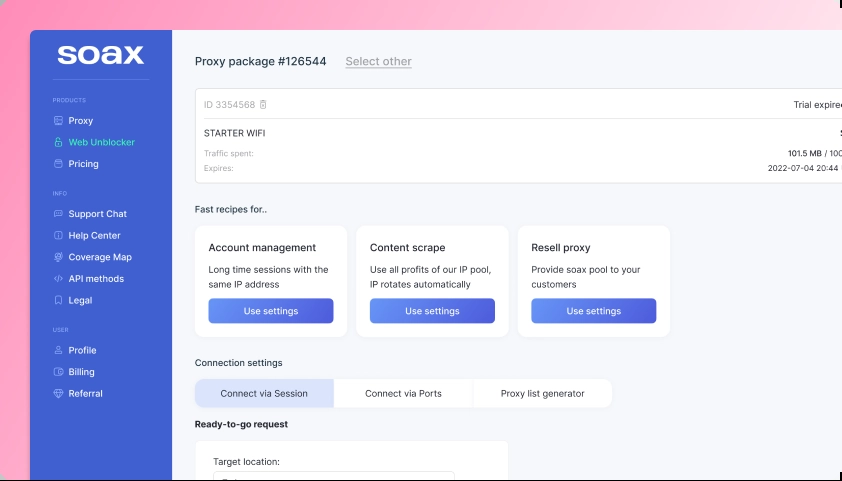 soax
PRODUCTS
Proxy
Web Unblocker
Pricing
INFO
Support Chat
Help Center
Coverage Map
API methods
Legal
USER
Profile
Billing
Referral
Proxy package #126544 Select other
ID 3354568 Trial expire
STARTER WIFI
Traffic spent: 101.5 MB / 100
Expires: 2022-07-04 20:44
Fast recipes for..
Account management
Long time sessions with the
same IP address
Use settings
Content scrape
Use all profits of our IP pool,
IP rotates automatically
Use settings
Resell proxy
Provide soax pool to your
customers
Use settings
Connection settings
Connect via Session Connect via Ports Proxy list generator
Ready-to-go request
Target location: